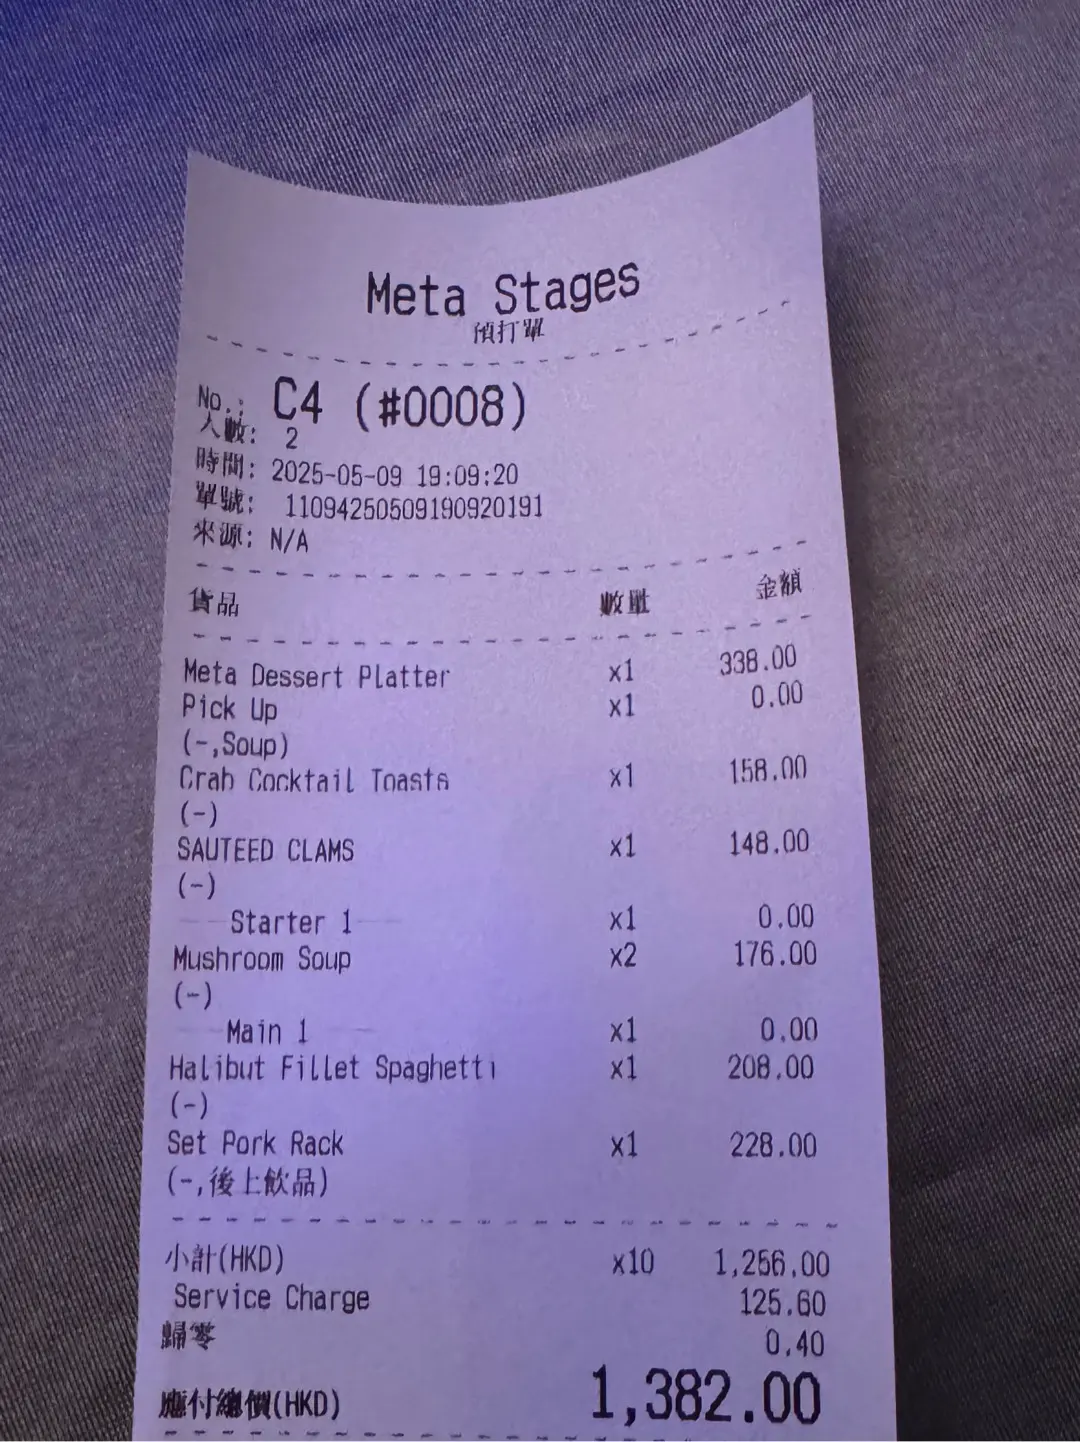 Meta Stages
預打單
No.: C4 (#0008)
人數: 2
時間: 2025-05-09 19:09:20
單號: 11094250509190920191
來源: N/A
貨品 數量 金額
Meta Dessert Platter x1 338.00
Pick Up x1 0.00
(-,Soup)
Crab Cocktail Toasts x1 158.00
(-)
SAUTEED CLAMS x1 148.00
(-)
Starter 1 x1 0.00
Mushroom Soup x2 176.00
(-)
Main 1 x1 0.00
Halibut Fillet Spaghetti x1 208.00
(-)
Set Pork Rack x1 228.00
(-,後上飲品)
小計(HKD) x10 1,256.00
Service Charge 125.60
歸零 0.40
應付總價(HKD) 1,382.00